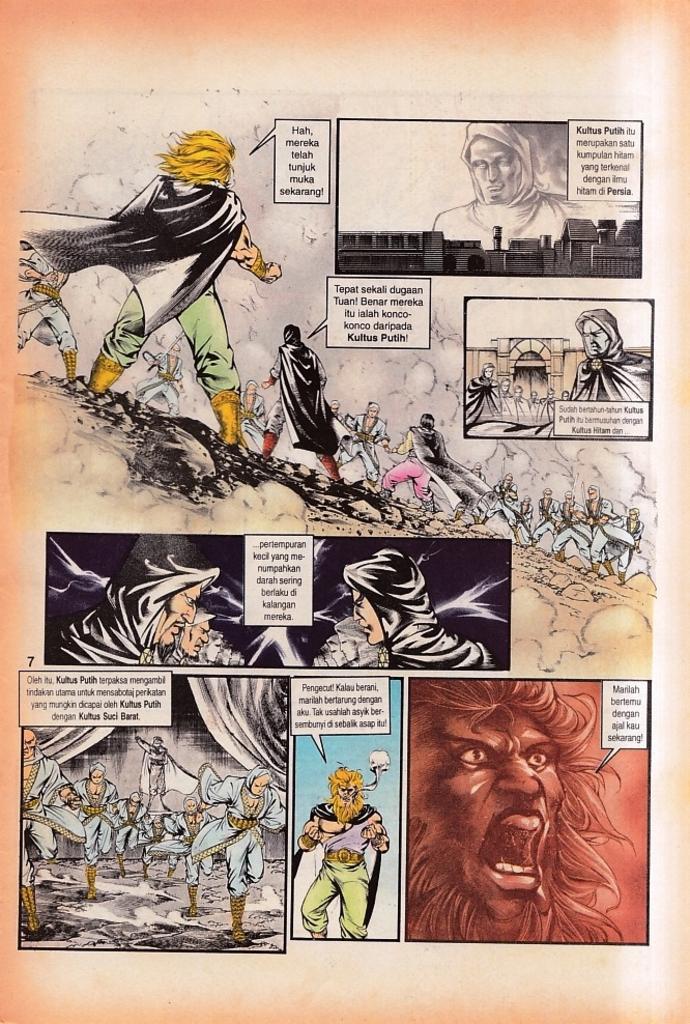 Hah,
mereka
telah
tunjuk
muka
sekarang!
Kultus Putih itu
merupakan satu
kumpulan hitam
yang terkenal
dengan ilmu
hitam di Persia.
Tepat sekali dugaan
Tuan! Benar mereka
itu ialah konco-
konco daripada
Kultus Putih!
Sudah bertahun-tahun Kultus
Putih itu bermusuhan dengan
Kultus Hitam dan ...
...pertempuran
kecil yang me-
numpahkan
darah sering
berlaku di
kalangan
mereka.
7
Oleh itu, Kultus Putih terpaksa mengambil
tindakan utama untuk mensabotaj perikatan
yang mungkin dicapai oleh Kultus Putih
dengan Kultus Suci Barat.
Pengecut! Kalau berani,
marilah bertarung dengan
aku. Tak usahlah asyik ber-
sembunyi di sebalik asap itu!
Marilah
bertemu
dengan
ajal kau
sekarang!